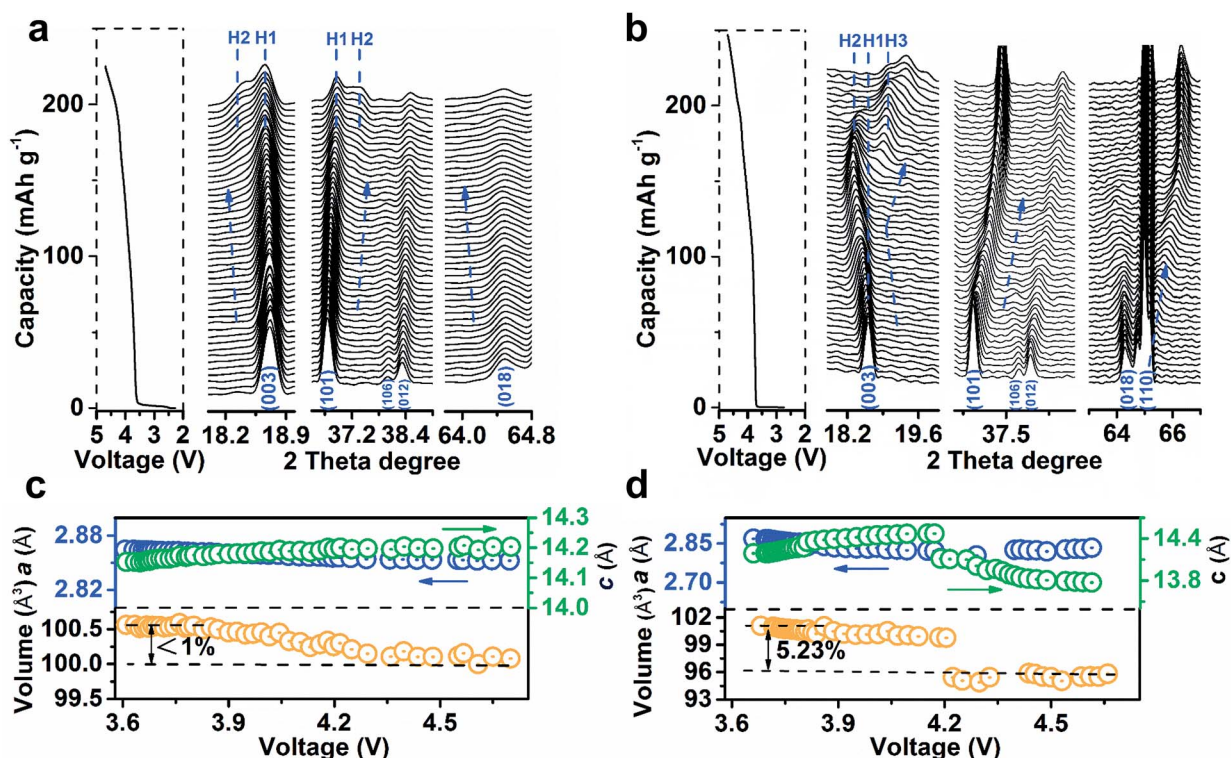 a
H2 H1 H1 H2
200
100
0
Capacity (mAh g-1)
(003) (101) (106) (012) (018)
5 4 3 2 18.2 18.9 37.2 38.4 64.0 64.8
Voltage (V) 2 Theta degree
b
H2 H1 H3
200
100
0
Capacity (mAh g-1)
(003) (101) (106) (012) (018) (110)
5 4 3 2 18.2 19.6 37.5 64 66
Voltage (V) 2 Theta degree
c
2.88
2.82
a (Å)
14.3
14.2
14.1
14.0
c (Å)
100.5
100.0
99.5
Volume (Å3)
<1%
3.6 3.9 4.2 4.5
Voltage (V)
d
2.85
2.70
a (Å)
14.4
13.8
c (Å)
102
99
96
93
Volume (Å3)
5.23%
3.6 3.9 4.2 4.5
Voltage (V)